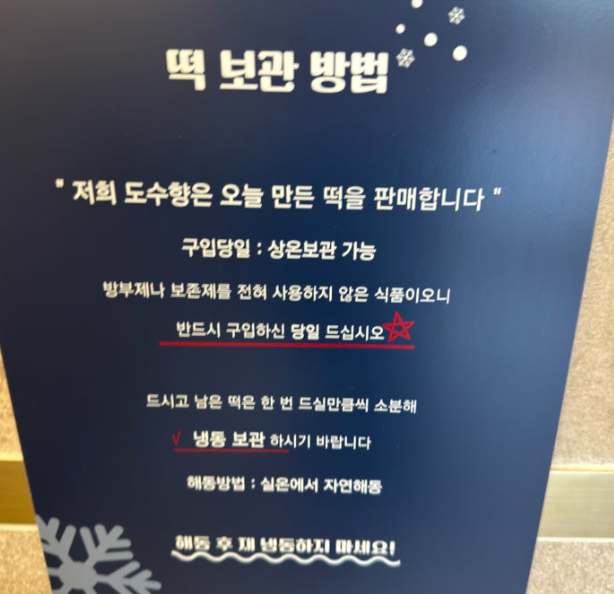 떡 보관 방법
" 저희 도수향은 오늘 만든 떡을 판매합니다 "
구입당일 : 상온보관 가능
방부제나 보존제를 전혀 사용하지 않은 식품이오니
반드시 구입하신 당일 드십시오
드시고 남은 떡은 한 번 드실만큼씩 소분해
√ 냉동 보관 하시기 바랍니다
해동방법 : 실온에서 자연해동
해동 후 재 냉동하지 마세요!